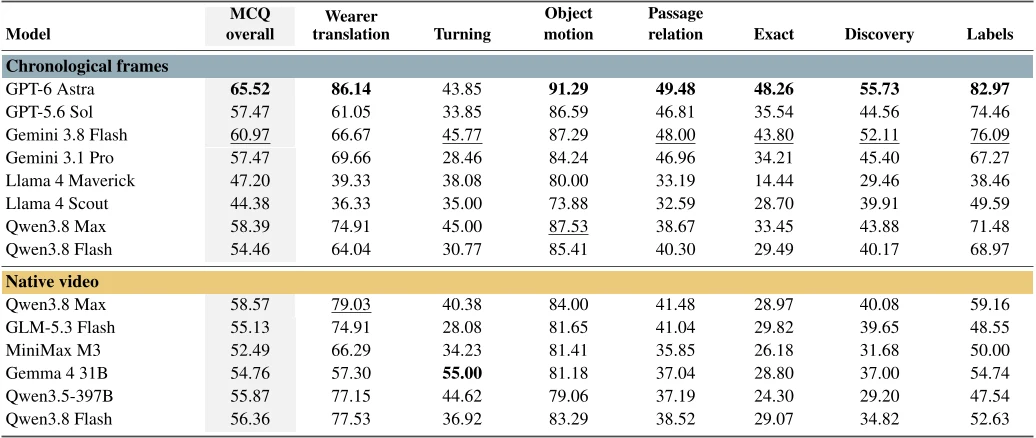 Model MCQ overall Wearer translation Turning Object motion Passage relation Exact Discovery Labels
Chronological frames
GPT-6 Astra 65.52 86.14 43.85 91.29 49.48 48.26 55.73 82.97
GPT-5.6 Sol 57.47 61.05 33.85 86.59 46.81 35.54 44.56 74.46
Gemini 3.8 Flash 60.97 66.67 45.77 87.29 48.00 43.80 52.11 76.09
Gemini 3.1 Pro 57.47 69.66 28.46 84.24 46.96 34.21 45.40 67.27
Llama 4 Maverick 47.20 39.33 38.08 80.00 33.19 14.44 29.46 38.46
Llama 4 Scout 44.38 36.33 35.00 73.88 32.59 28.70 39.91 49.59
Qwen3.8 Max 58.39 74.91 45.00 87.53 38.67 33.45 43.88 71.48
Qwen3.8 Flash 54.46 64.04 30.77 85.41 40.30 29.49 40.17 68.97
Native video
Qwen3.8 Max 58.57 79.03 40.38 84.00 41.48 28.97 40.08 59.16
GLM-5.3 Flash 55.13 74.91 28.08 81.65 41.04 29.82 39.65 48.55
MiniMax M3 52.49 66.29 34.23 81.41 35.85 26.18 31.68 50.00
Gemma 4 31B 54.76 57.30 55.00 81.18 37.04 28.80 37.00 54.74
Qwen3.5-397B 55.87 77.15 44.62 79.06 37.19 24.30 29.20 47.54
Qwen3.8 Flash 56.36 77.53 36.92 83.29 38.52 29.07 34.82 52.63